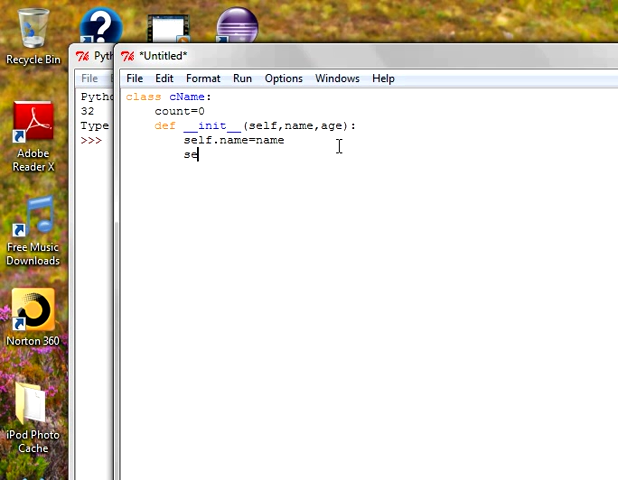 Recycle Bin
Adobe
Reader X
Free Music
Downloads
Norton 360
iPod Photo
Cache
File
Pytho
32
Type
>>>
*Untitled*
File Edit Format Run Options Windows Help
class cName:
count=0
def __init__(self,name,age):
self.name=name
se